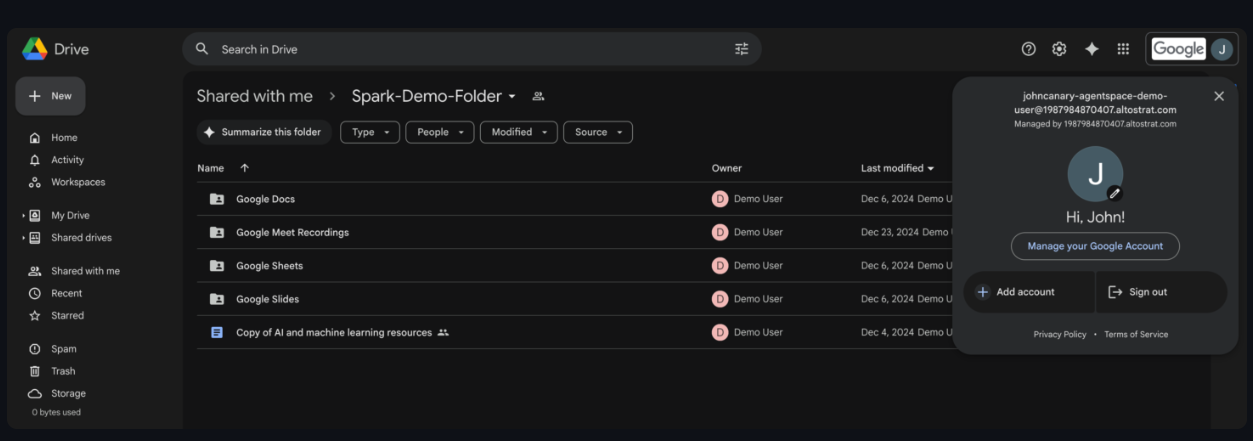 Drive
Search in Drive
Google J
New
Shared with me > Spark-Demo-Folder
Summarize this folder
Type
People
Modified
Source
Home
Activity
Workspaces
My Drive
Shared drives
Shared with me
Recent
Starred
Spam
Trash
Storage
0 bytes used
Name Owner Last modified
Google Docs D Demo User Dec 6, 2024 Demo U
Google Meet Recordings D Demo User Dec 23, 2024 Demo
Google Sheets D Demo User Dec 6, 2024 Demo U
Google Slides D Demo User Dec 6, 2024 Demo U
Copy of AI and machine learning resources D Demo User Dec 4, 2024 Demo U
johncanary-agentspace-demo-
user@1987984870407.altostrat.com
Managed by 1987984870407.altostrat.com
J
Hi, John!
Manage your Google Account
Add account
Sign out
Privacy Policy • Terms of Service